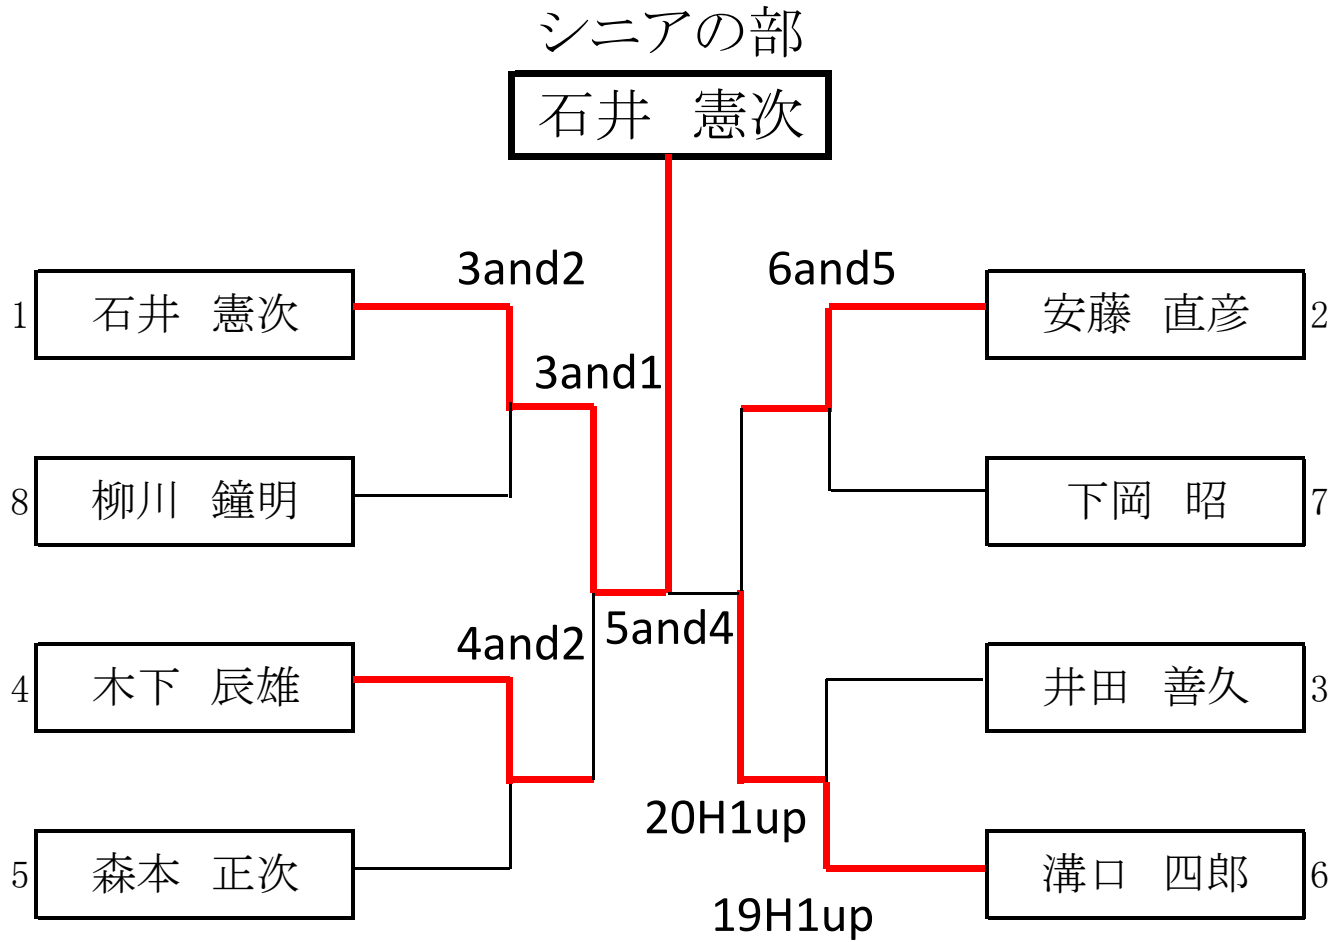 シニアの部
石井 憲次
3and2
6and5
1 石井 憲次
安藤 直彦 2
3and1
8 柳川 鐘明
下岡 昭 7
4and2
5and4
4 木下 辰雄
井田 善久 3
20H1up
5 森本 正次
溝口 四郎 6
19H1up